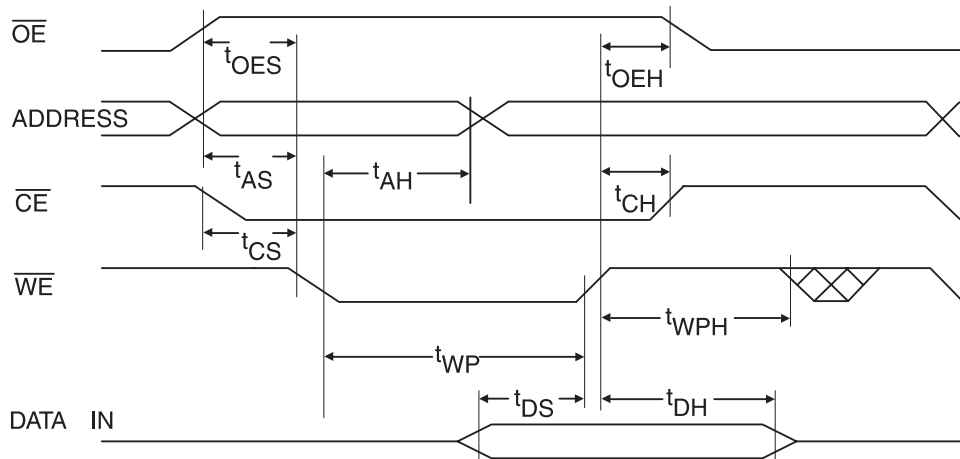 OE
tOES
tOEH
ADDRESS
tAS
tAH
CE
tCH
tCS
WE
tWPH
tWP
tDS
tDH
DATA IN